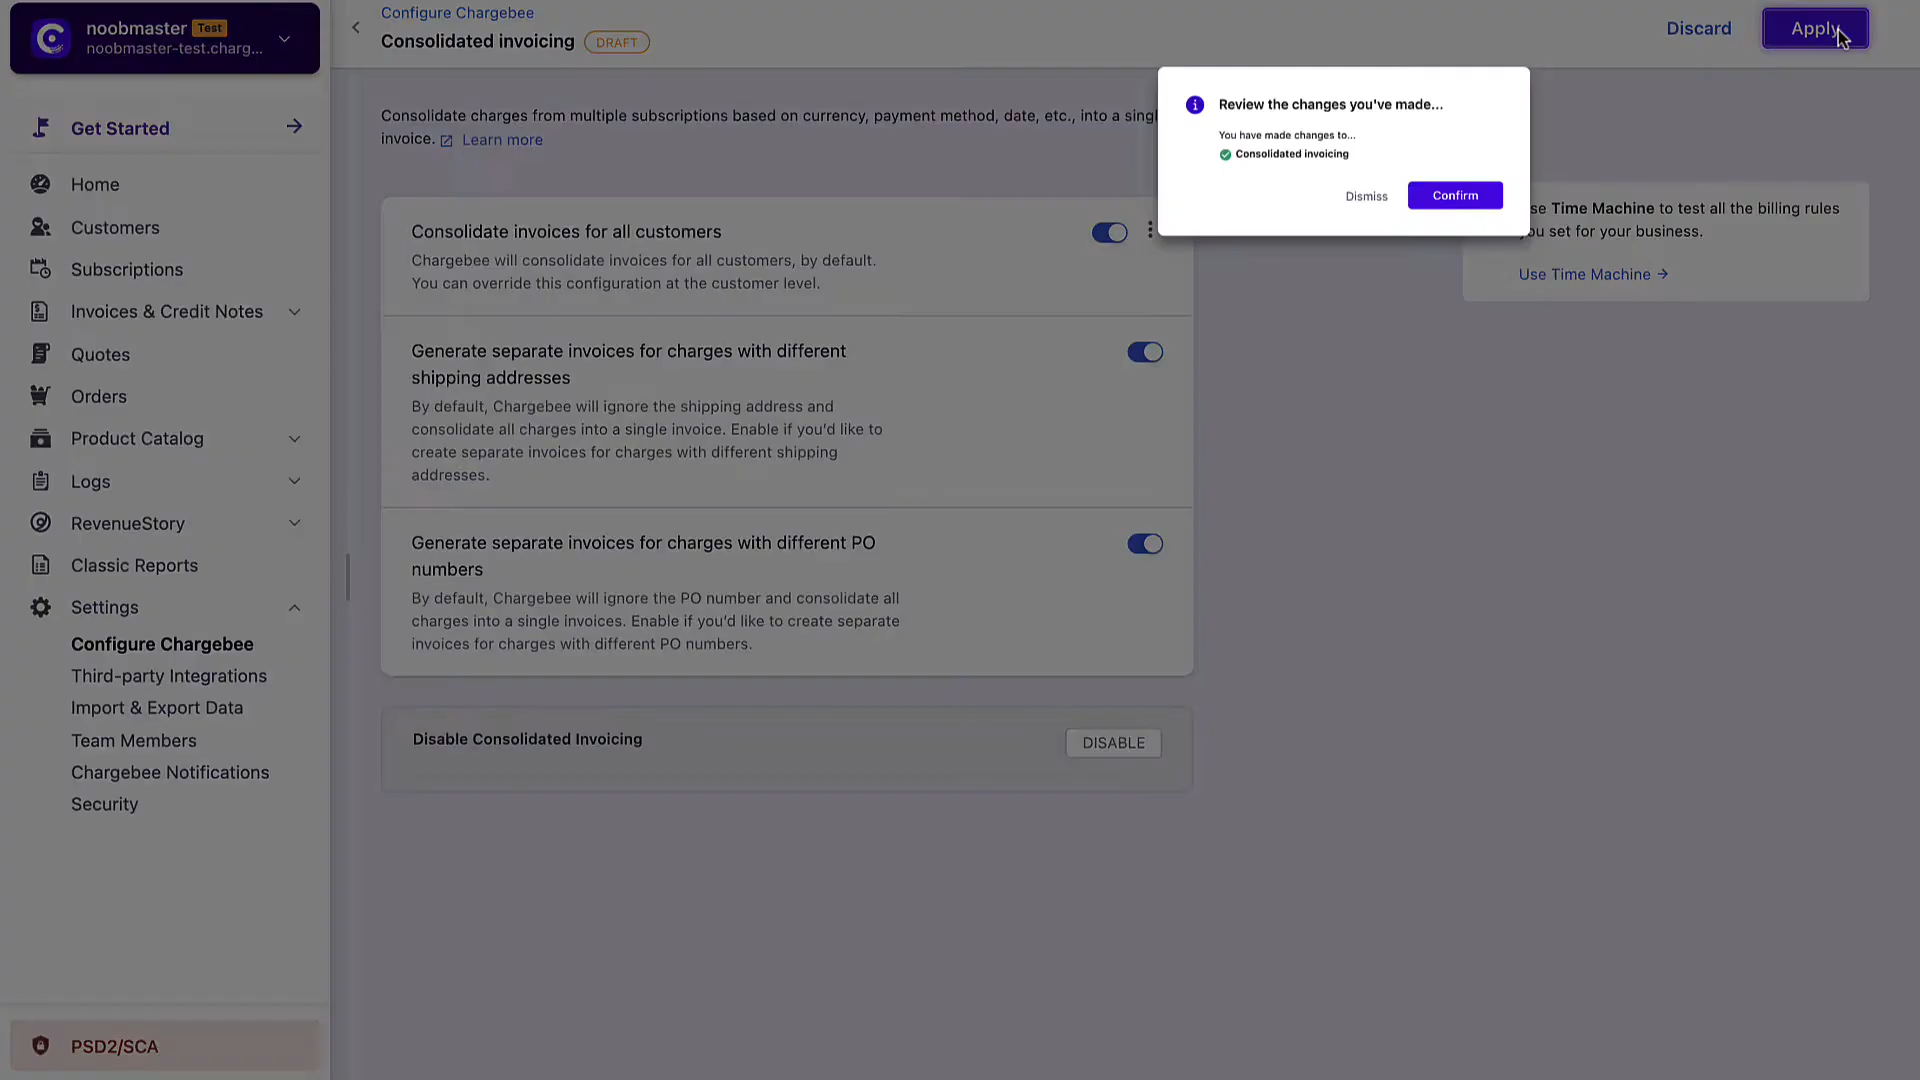 noobmaster Test
noobmaster-test.charg...
Get Started
Home
Customers
Subscriptions
Invoices & Credit Notes
Quotes
Orders
Product Catalog
Logs
RevenueStory
Classic Reports
Settings
Configure Chargebee
Third-party Integrations
Import & Export Data
Team Members
Chargebee Notifications
Security
PSD2/SCA
Configure Chargebee
Consolidated invoicing DRAFT
Discard
Apply
Consolidate charges from multiple subscriptions based on currency, payment method, date, etc., into a singl
invoice. Learn more
Consolidate invoices for all customers
Chargebee will consolidate invoices for all customers, by default.
You can override this configuration at the customer level.
Generate separate invoices for charges with different
shipping addresses
By default, Chargebee will ignore the shipping address and
consolidate all charges into a single invoice. Enable if you'd like to
create separate invoices for charges with different shipping
addresses.
Generate separate invoices for charges with different PO
numbers
By default, Chargebee will ignore the PO number and consolidate all
charges into a single invoices. Enable if you'd like to create separate
invoices for charges with different PO numbers.
Disable Consolidated Invoicing
DISABLE
Review the changes you've made...
You have made changes to...
Consolidated invoicing
Dismiss
Confirm
se Time Machine to test all the billing rules
ou set for your business.
Use Time Machine →